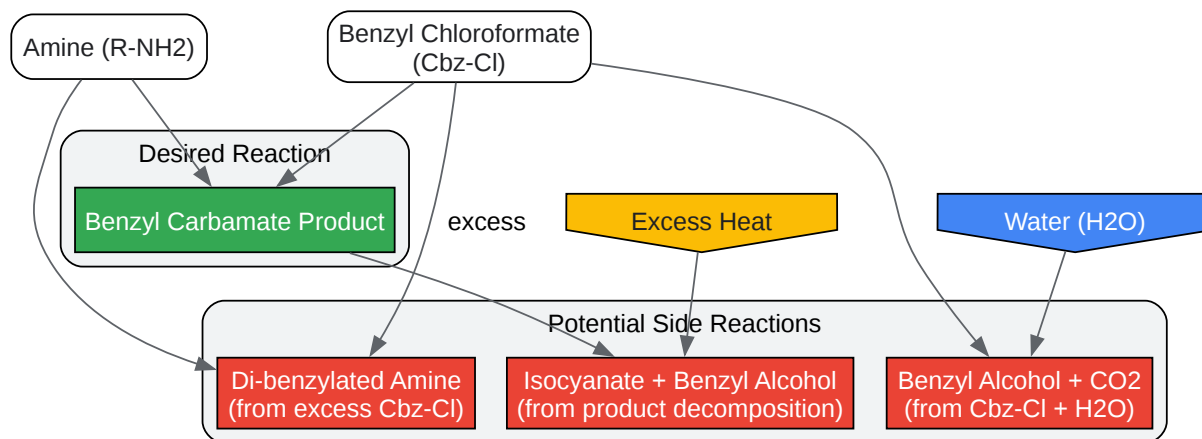 Amine (R-NH2)
Benzyl Chloroformate
(Cbz-Cl)
Desired Reaction
Benzyl Carbamate Product
excess
Excess Heat
Water (H2O)
Potential Side Reactions
Di-benzylated Amine
(from excess Cbz-Cl)
Isocyanate + Benzyl Alcohol
(from product decomposition)
Benzyl Alcohol + CO2
(from Cbz-Cl + H2O)